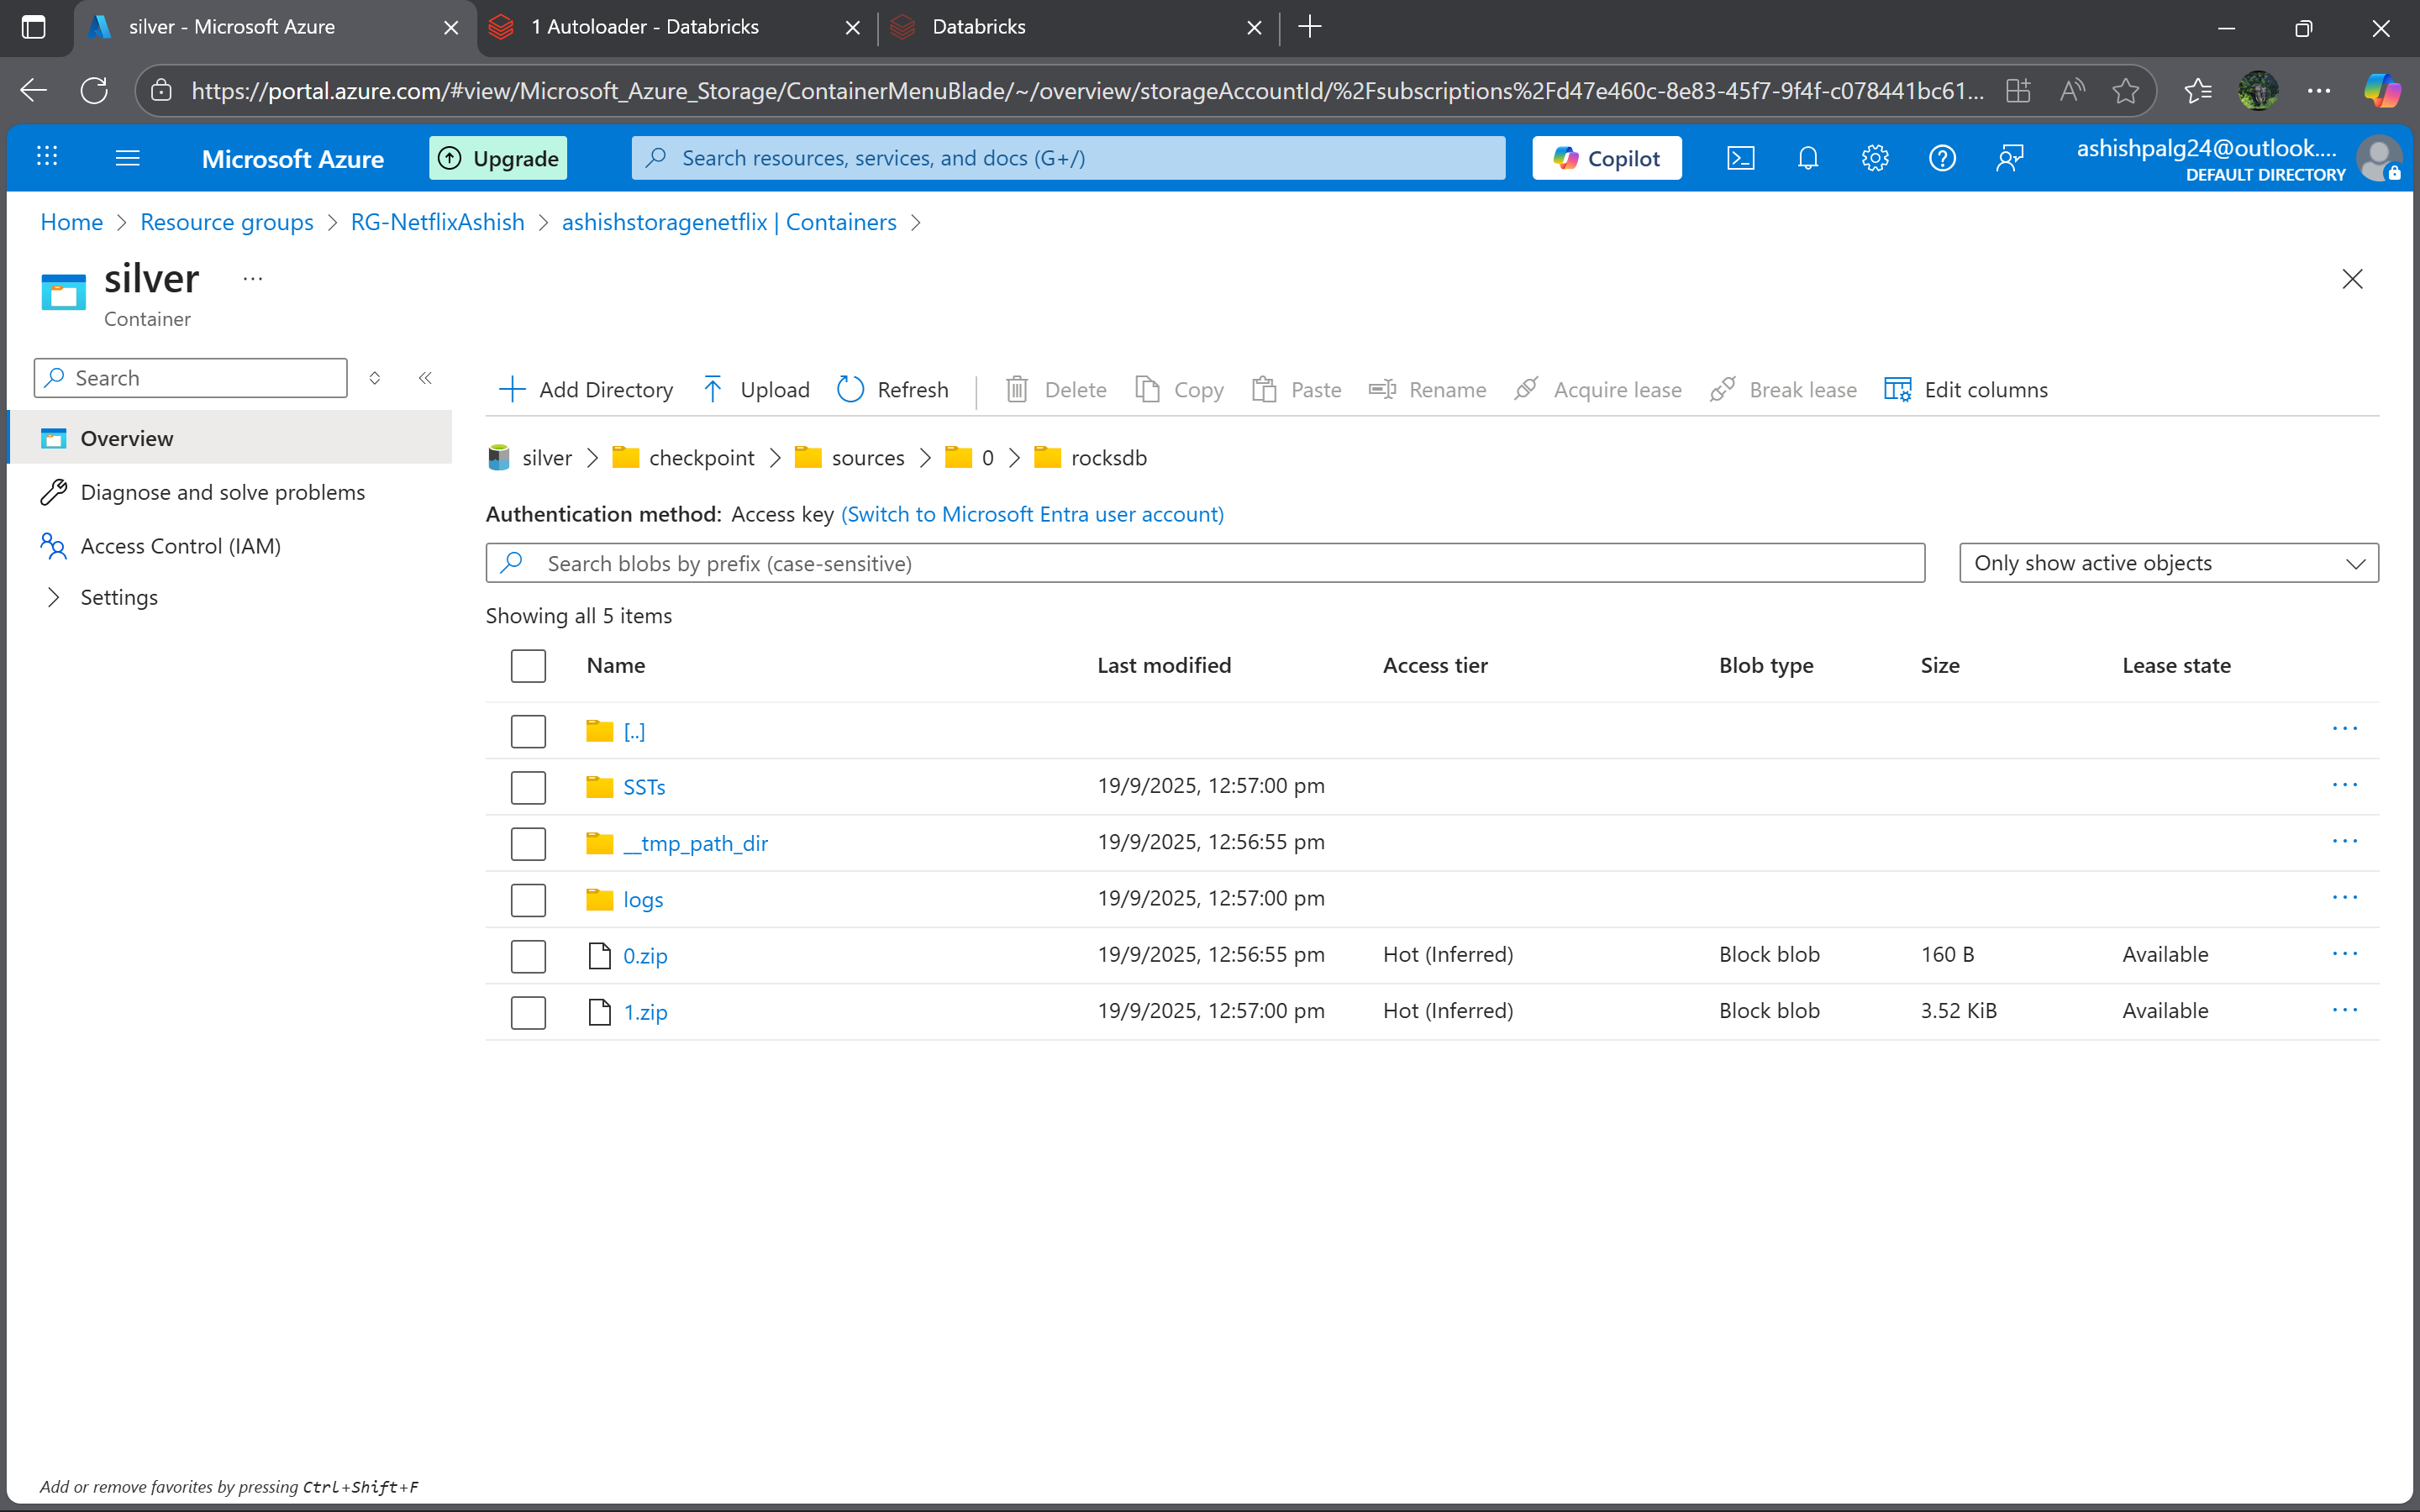 silver - Microsoft Azure
1 Autoloader - Databricks
Databricks
https://portal.azure.com/#view/Microsoft_Azure_Storage/ContainerMenuBlade/~/overview/storageAccountId/%2Fsubscriptions%2Fd47e460c-8e83-45f7-9f4f-c078441bc61...
Microsoft Azure
Upgrade
Search resources, services, and docs (G+/)
Copilot
ashishpalg24@outlook....
DEFAULT DIRECTORY
Home > Resource groups > RG-NetflixAshish > ashishstoragenetflix | Containers >
silver ...
Container
Search
Overview
Diagnose and solve problems
Access Control (IAM)
Settings
Add Directory Upload Refresh Delete Copy Paste Rename Acquire lease Break lease Edit columns
silver > checkpoint > sources > 0 > rocksdb
Authentication method: Access key (Switch to Microsoft Entra user account)
Search blobs by prefix (case-sensitive)
Only show active objects
Showing all 5 items
Name Last modified Access tier Blob type Size Lease state
[..] ...
SSTs 19/9/2025, 12:57:00 pm ...
__tmp_path_dir 19/9/2025, 12:56:55 pm ...
logs 19/9/2025, 12:57:00 pm ...
0.zip 19/9/2025, 12:56:55 pm Hot (Inferred) Block blob 160 B Available ...
1.zip 19/9/2025, 12:57:00 pm Hot (Inferred) Block blob 3.52 KiB Available ...
Add or remove favorites by pressing Ctrl+Shift+F